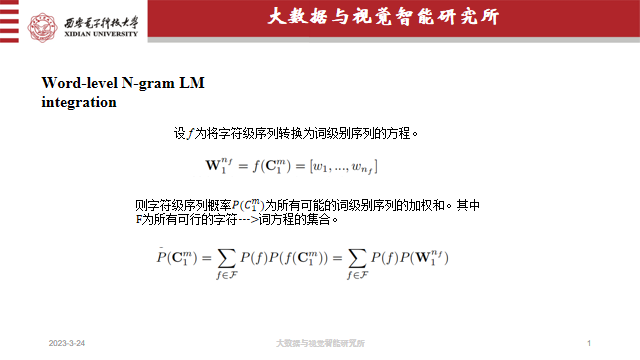 西安电子科技大学
XIDIAN UNIVERSITY
大数据与视觉智能研究所
Word-level N-gram LM
integration
设 f 为将字符级序列转换为词级别序列的方程。
$\mathbf{W}_1^{n_f} = f(\mathbf{C}_1^m) = [w_1, ..., w_{n_f}]$
则字符级序列概率$P(C_1^m)$为所有可能的词级别序列的加权和。其中
F为所有可行的字符--->词方程的集合。
$\bar{P}(\mathbf{C}_1^m) = \sum_{f \in \mathcal{F}} P(f)P(f(\mathbf{C}_1^m)) = \sum_{f \in \mathcal{F}} P(f)P(\mathbf{W}_1^{n_f})$
2023-3-24
大数据与视觉智能研究所
1